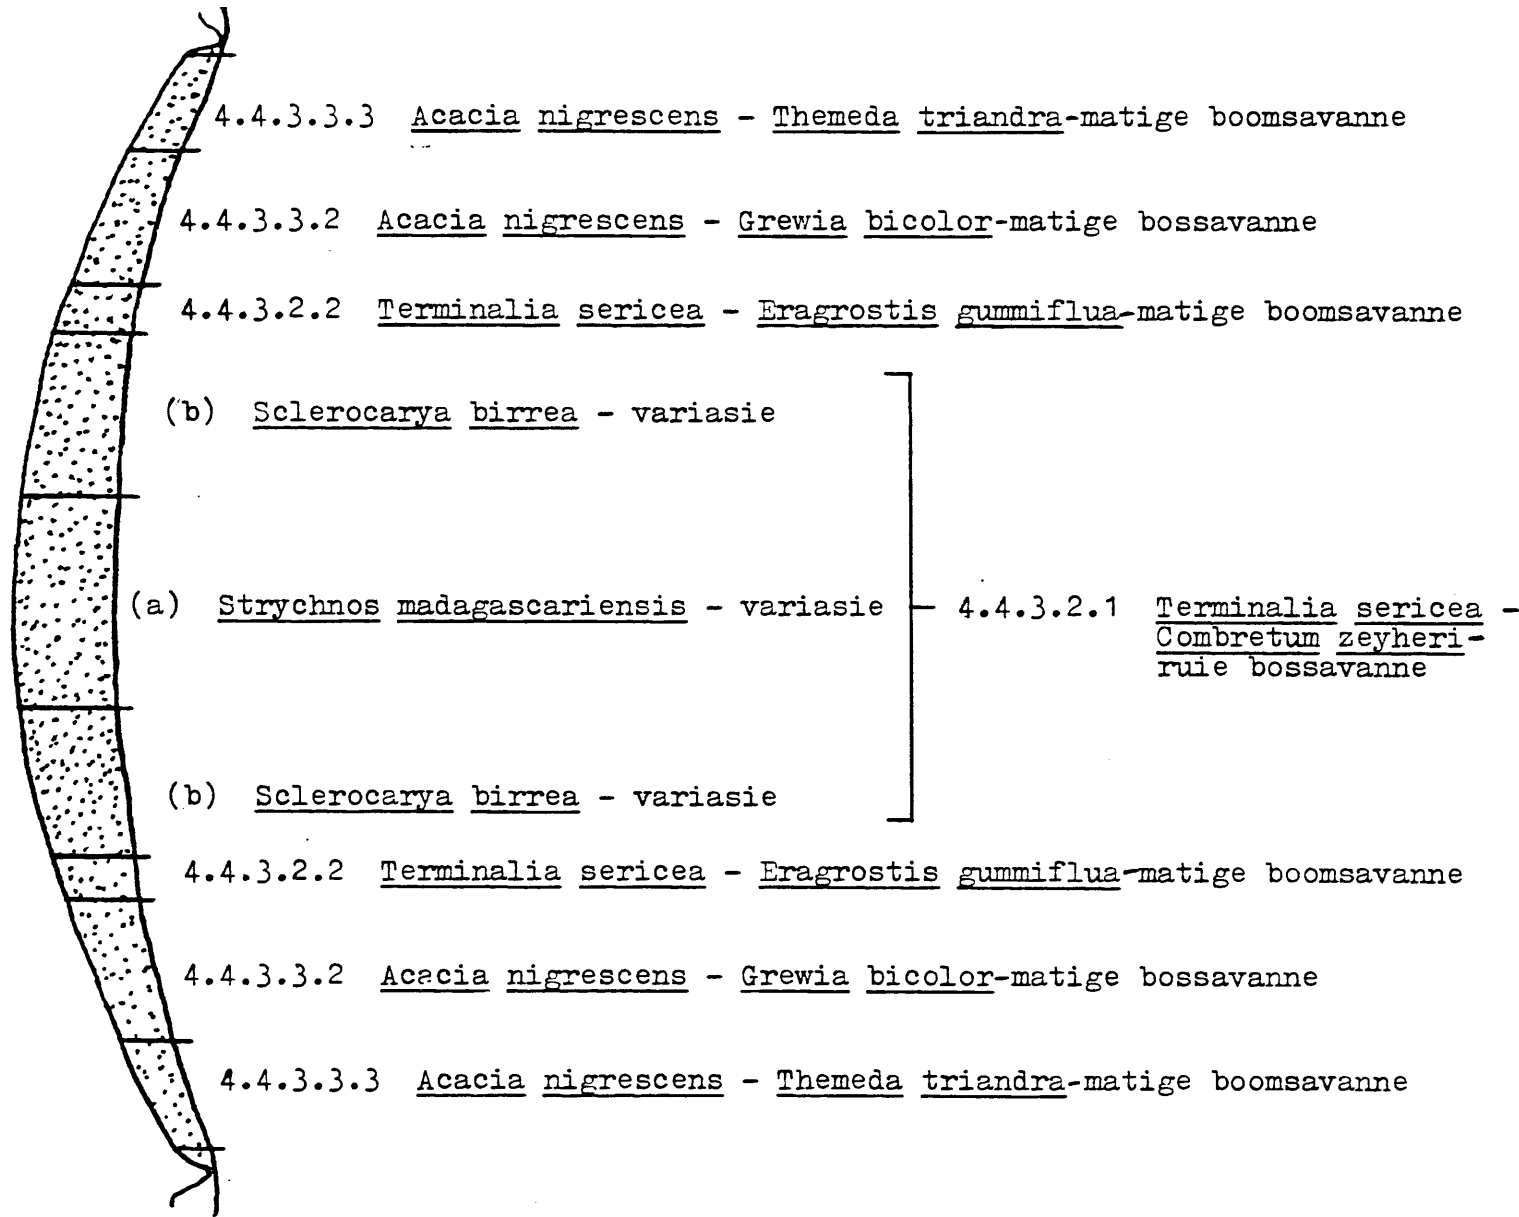 4.4.3.3.3 Acacia nigrescens - Themeda triandra-matige boomsavanne
4.4.3.3.2 Acacia nigrescens - Grewia bicolor-matige bossavanne
4.4.3.2.2 Terminalia sericea - Eragrostis gummiflua-matige boomsavanne
(b) Sclerocarya birrea - variasie
(a) Strychnos madagascariensis - variasie
4.4.3.2.1 Terminalia sericea -
Combretum zeyheri-
ruie bossavanne
(b) Sclerocarya birrea - variasie
4.4.3.2.2 Terminalia sericea - Eragrostis gummiflua-matige boomsavanne
4.4.3.3.2 Acacia nigrescens - Grewia bicolor-matige bossavanne
4.4.3.3.3 Acacia nigrescens - Themeda triandra-matige boomsavanne